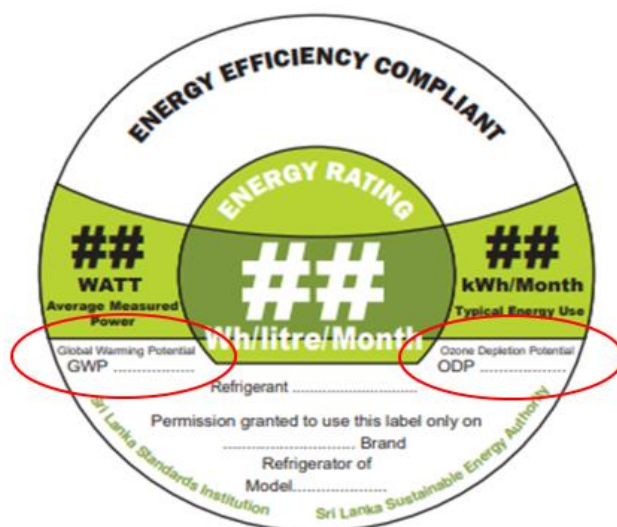 ENERGY EFFICIENCY COMPLIANT
ENERGY RATING
##
WATT
Average Measured
Power
##
Wh/litre/Month
##
kWh/Month
Typical Energy Use
Global Warming Potential
GWP ....................
Ozone Depletion Potential
ODP ....................
Refrigerant ...............................
Permission granted to use this label only on
................................ Brand
Refrigerator of
Model....................
Sri Lanka Standards Institution
Sri Lanka Sustainable Energy Authority